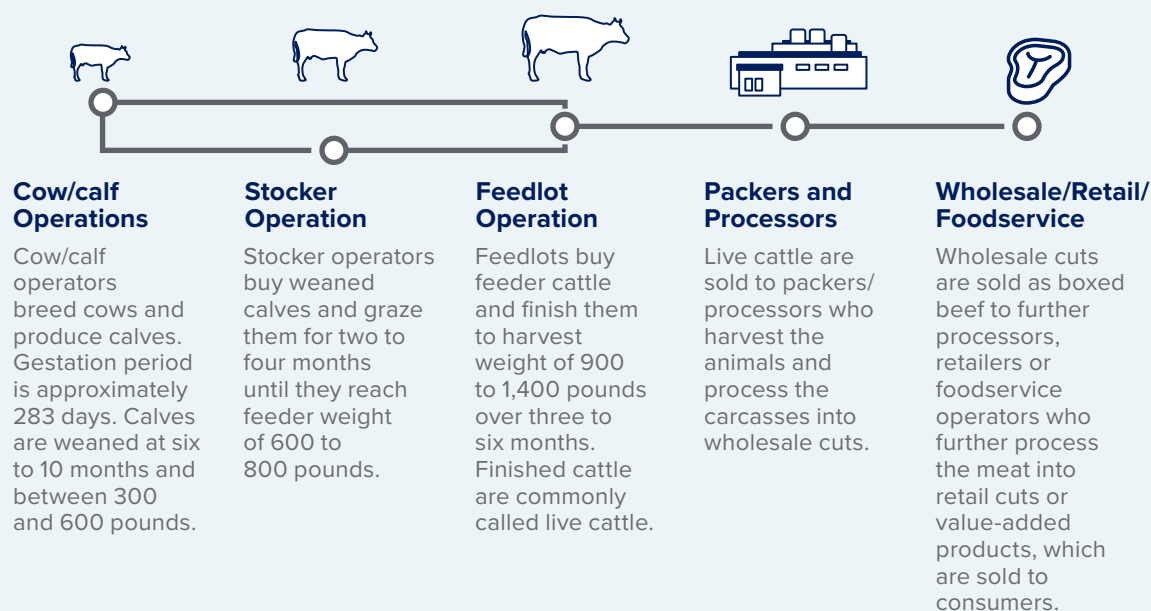 Cow/calf
Operations
Cow/calf
operators
breed cows and
produce calves.
Gestation period
is approximately
283 days. Calves
are weaned at six
to 10 months and
between 300
and 600 pounds.
Stocker
Operation
Stocker operators
buy weaned
calves and graze
them for two to
four months
until they reach
feeder weight
of 600 to
800 pounds.
Feedlot
Operation
Feedlots buy
feeder cattle
and finish them
to harvest
weight of 900
to 1,400 pounds
over three to
six months.
Finished cattle
are commonly
called live cattle.
Packers and
Processors
Live cattle are
sold to packers/
processors who
harvest the
animals and
process the
carcasses into
wholesale cuts.
Wholesale/Retail/
Foodservice
Wholesale cuts
are sold as boxed
beef to further
processors,
retailers or
foodservice
operators who
further process
the meat into
retail cuts or
value-added
products, which
are sold to
consumers.